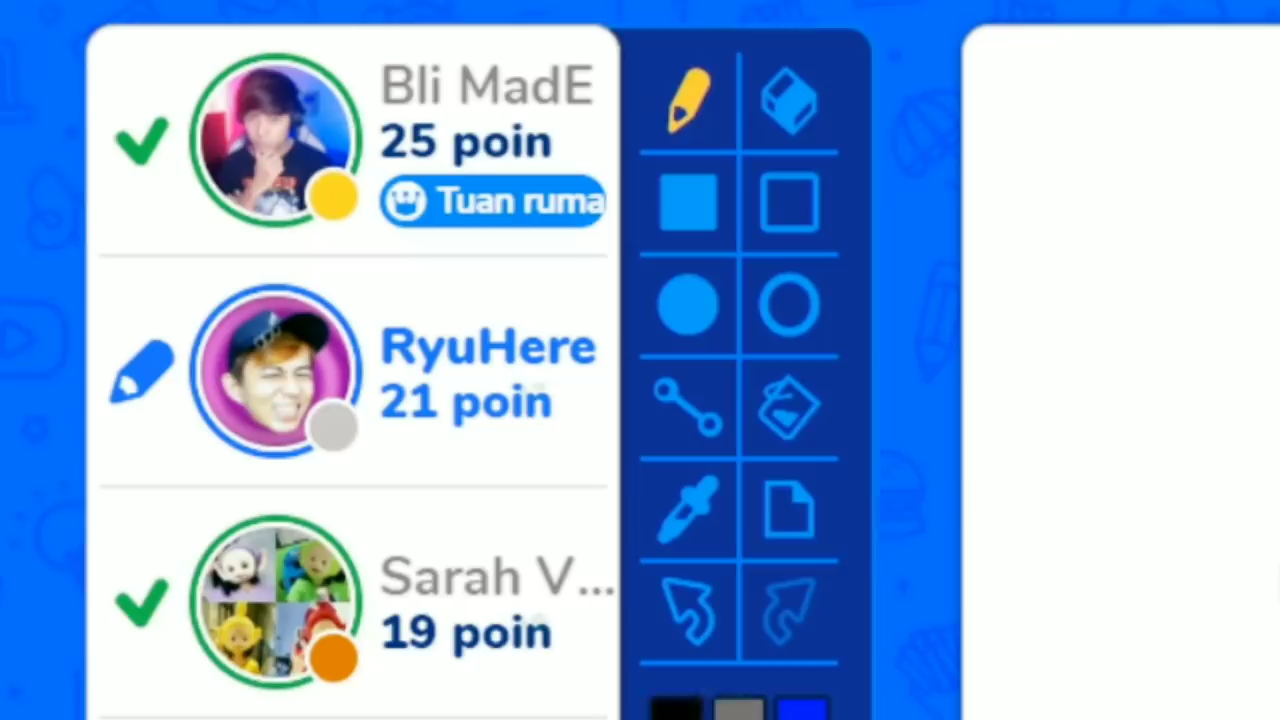 Bli MadE
25 poin
Tuan ruma
RyuHere
21 poin
Sarah V...
19 poin